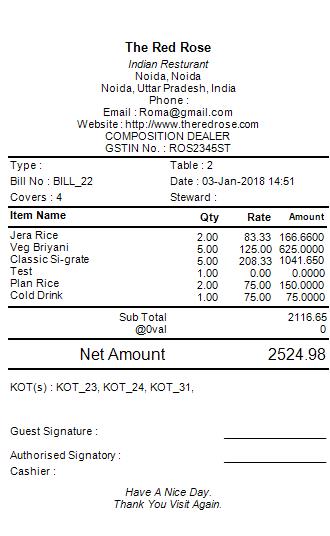 The Red Rose
Indian Resturant
Noida, Noida
Noida, Uttar Pradesh, India
Phone :
Email : Roma@gmail.com
Website : http://www.theredrose.com
COMPOSITION DEALER
GSTIN No. : ROS2345ST
Type : Table : 2
Bill No : BILL_22 Date : 03-Jan-2018 14:51
Covers : 4 Steward :
Item Name Qty Rate Amount
Jera Rice 2.00 83.33 166.6600
Veg Briyani 5.00 125.00 625.0000
Classic Si-grate 5.00 208.33 1041.650
Test 1.00 0.00 0.0000
Plan Rice 2.00 75.00 150.0000
Cold Drink 1.00 75.00 75.0000
Sub Total 2116.65
@0val 0
Net Amount 2524.98
KOT(s) : KOT_23, KOT_24, KOT_31,
Guest Signature :
Authorised Signatory :
Cashier :
Have A Nice Day.
Thank You Visit Again.